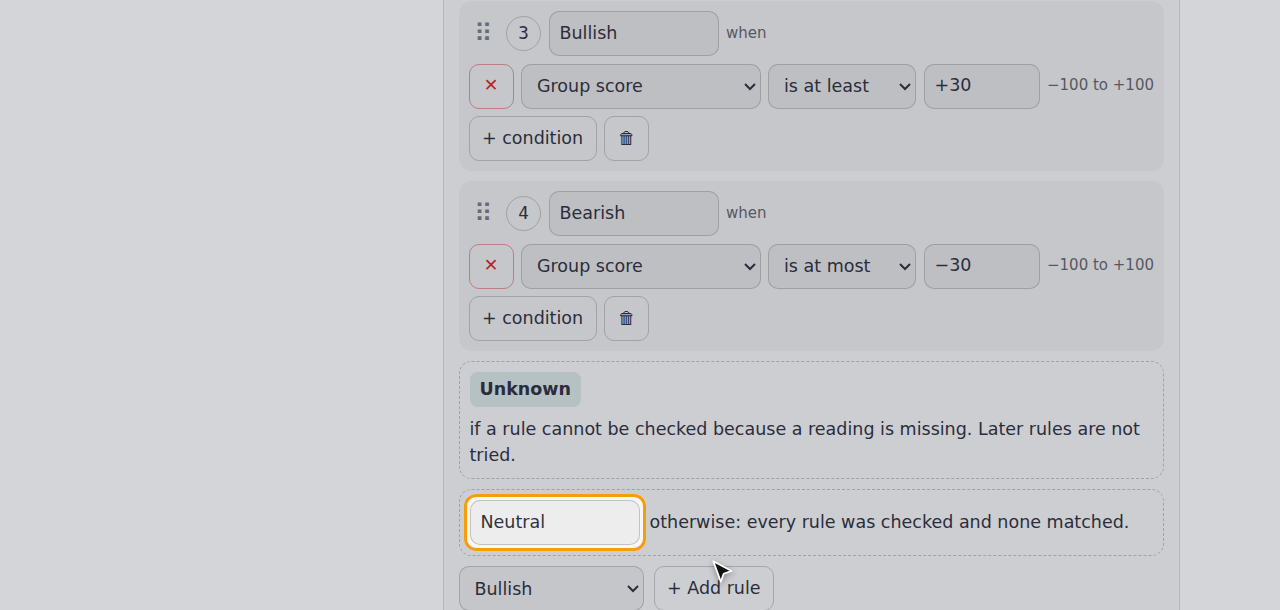 3 Bullish when
✕ Group score is at least +30 −100 to +100
+ condition
4 Bearish when
✕ Group score is at most −30 −100 to +100
+ condition
Unknown
if a rule cannot be checked because a reading is missing. Later rules are not
tried.
Neutral otherwise: every rule was checked and none matched.
Bullish + Add rule